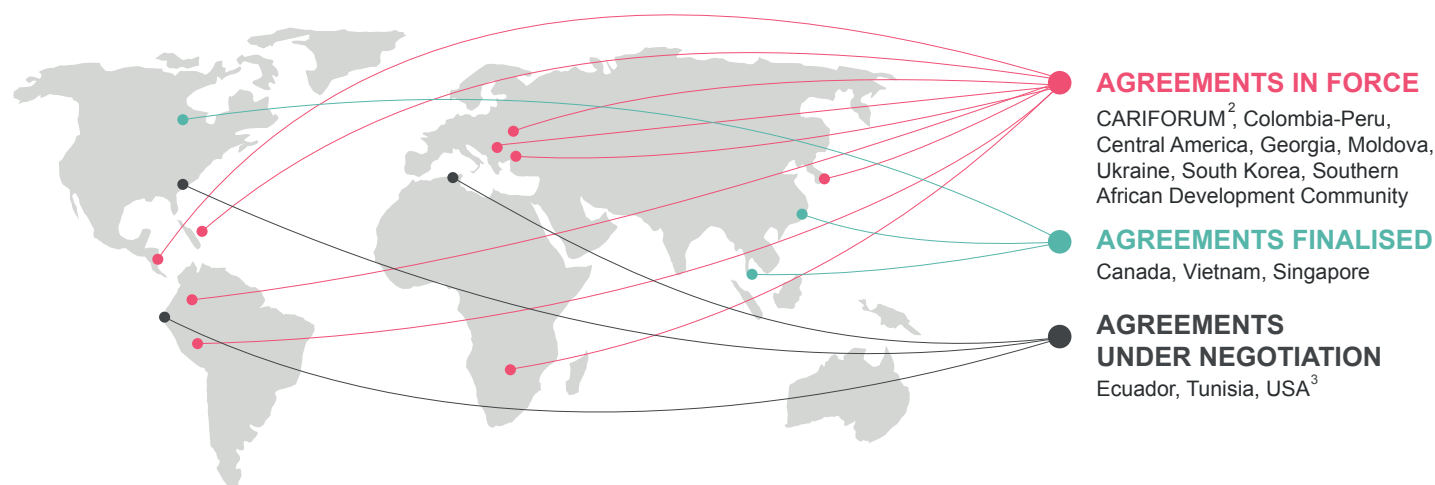 AGREEMENTS IN FORCE
CARIFORUM², Colombia-Peru,
Central America, Georgia, Moldova,
Ukraine, South Korea, Southern
African Development Community
AGREEMENTS FINALISED
Canada, Vietnam, Singapore
AGREEMENTS
UNDER NEGOTIATION
Ecuador, Tunisia, USA³